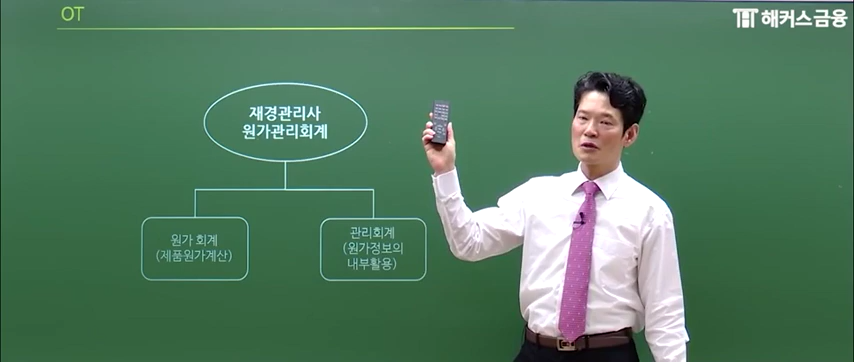 OT
해커스금융
재경관리사
원가관리회계
원가 회계
(제품원가계산)
관리회계
(원가정보의
내부활용)